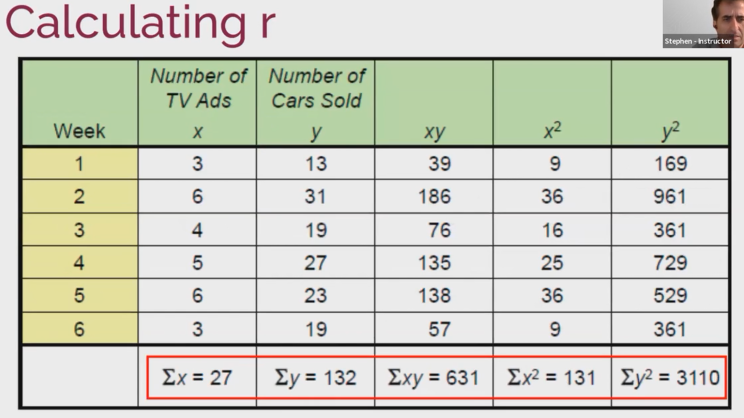 Calculating r
Stephen - Instructor
Number of TV Ads Number of Cars Sold
Week x y xy x² y²
1 3 13 39 9 169
2 6 31 186 36 961
3 4 19 76 16 361
4 5 27 135 25 729
5 6 23 138 36 529
6 3 19 57 9 361
Σx = 27 Σy = 132 Σxy = 631 Σx² = 131 Σy² = 3110